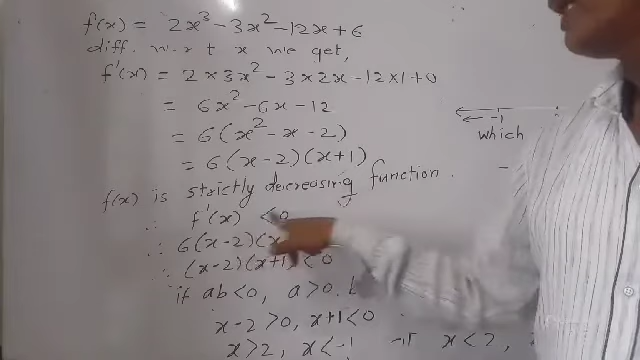 f(x) = 2x³ - 3x² - 12x + 6
diff. w.r.t x we get,
f'(x) = 2 × 3x² - 3 × 2x - 12 × 1 + 0
= 6x² - 6x - 12
= 6(x² - x - 2)
= 6(x - 2)(x + 1)
-1
which
f(x) is strictly decreasing function.
∴ f'(x) < 0
∴ 6(x - 2)(x
∴ (x - 2)(x + 1) < 0
if ab < 0, a > 0,
x - 2 > 0, x + 1 < 0
x > 2, x < -1 x < 2,